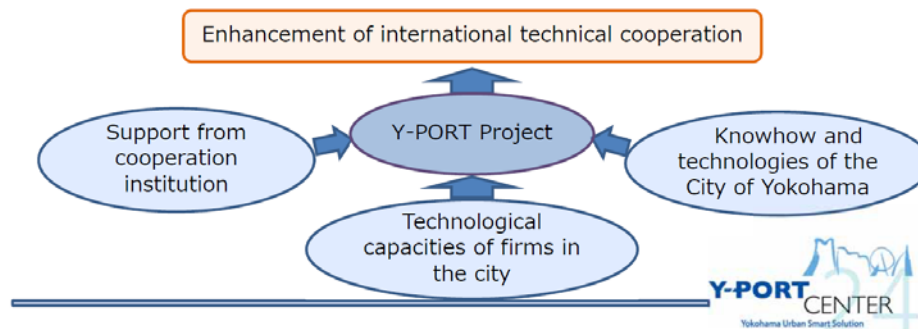 Enhancement of international technical cooperation
Support from
cooperation
institution
Y-PORT Project
Knowhow and
technologies of the
City of Yokohama
Technological
capacities of firms in
the city
Y-PORT
CENTER
Yokohama Urban Smart Solution